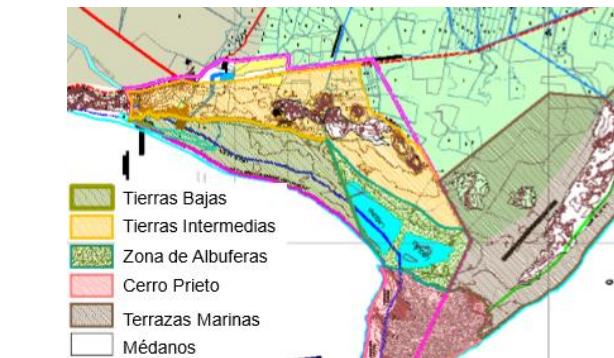 Tierras Bajas
Tierras Intermedias
Zona de Albuferas
Cerro Prieto
Terrazas Marinas
Médanos